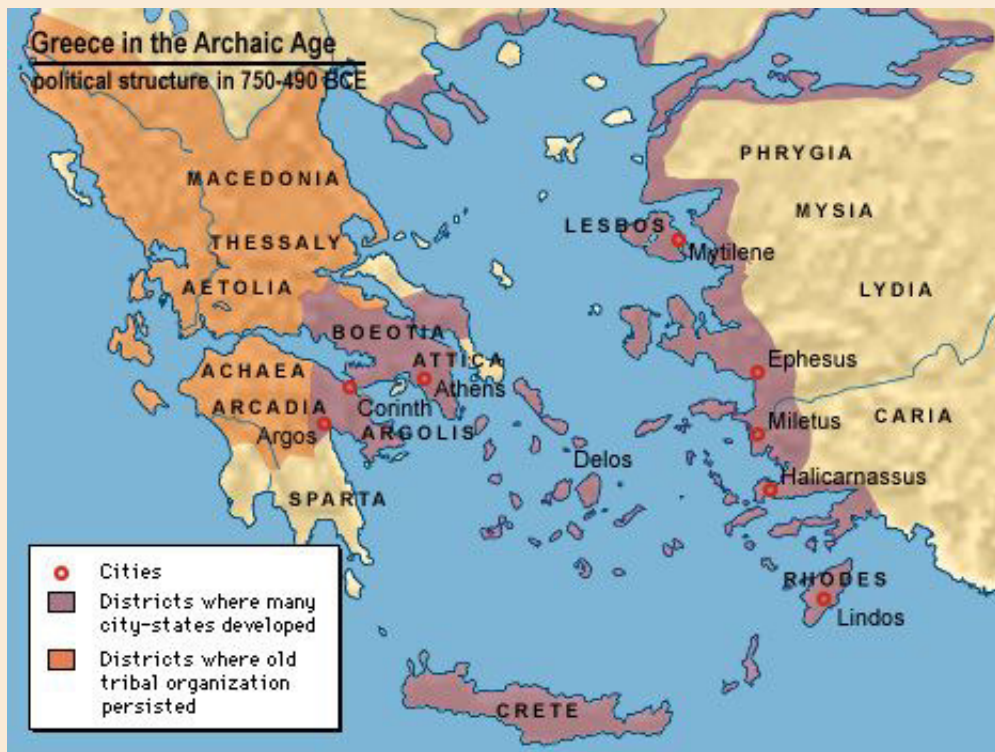 Greece in the Archaic Age
political structure in 750-490 BCE
MACEDONIA
THESSALY
AETOLIA
BOEOTIA
ATTICA
Athens
ACHAEA
Corinth
ARCADIA
Argos
ARGOLIS
SPARTA
Delos
PHRYGIA
MYSIA
LESBOS
Mytilene
LYDIA
Ephesus
Miletus
CARIA
Halicarnassus
RHODES
Lindos
CRETE
Cities
Districts where many
city-states developed
Districts where old
tribal organization
persisted